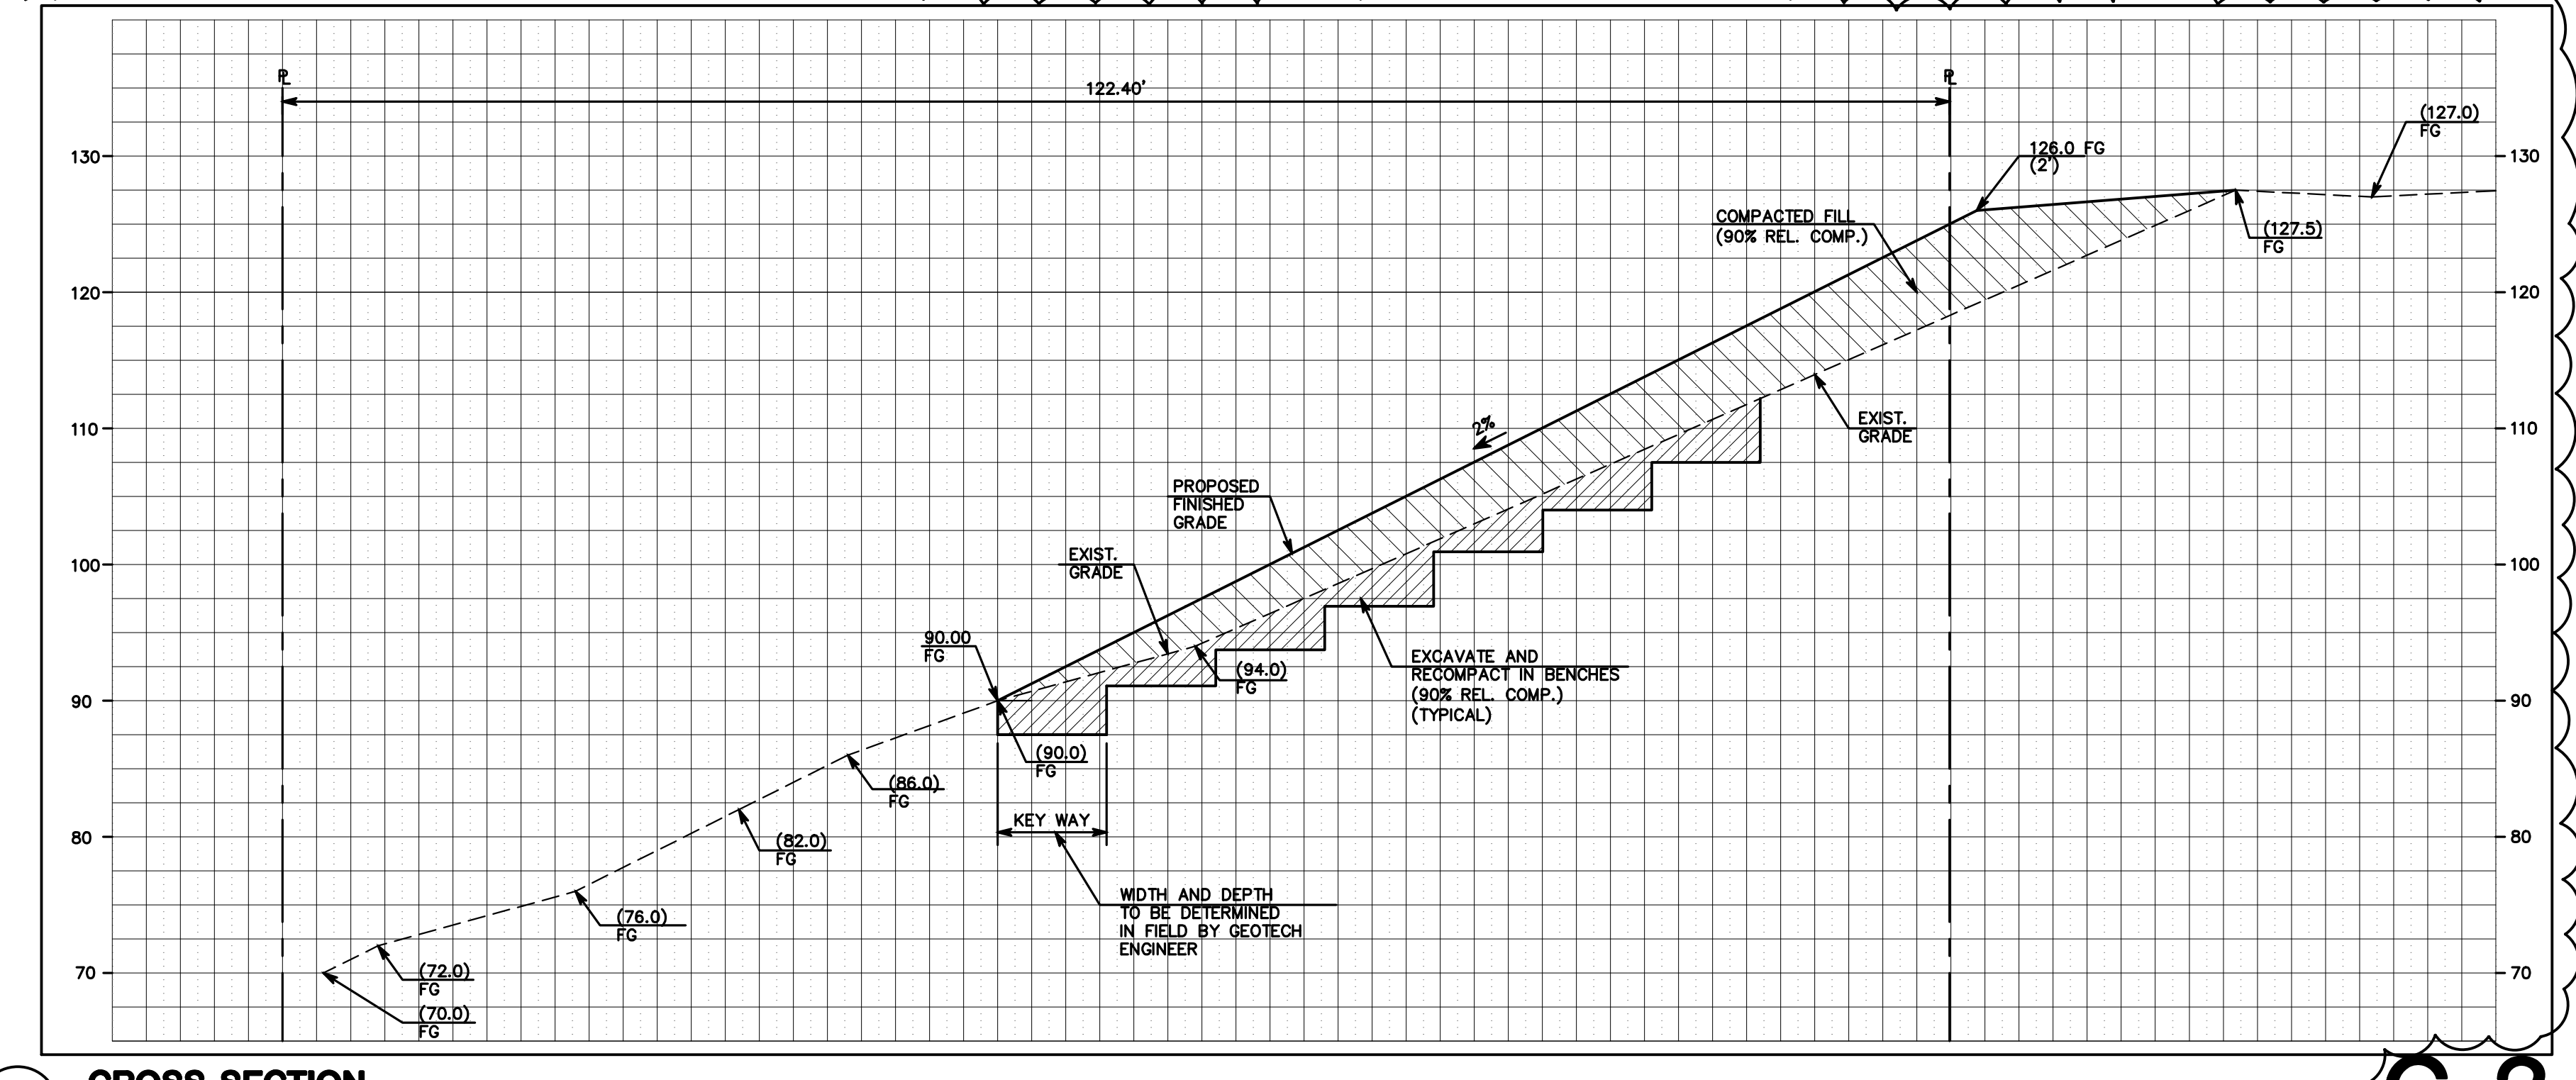 PL
PL
122.40'
(127.0)
FG
126.0 FG
(2')
130
130
COMPACTED FILL
(90% REL. COMP.)
(127.5)
FG
120
120
2%
EXIST.
GRADE
110
110
PROPOSED
FINISHED
GRADE
EXIST.
GRADE
100
100
90.00
FG
(94.0)
FG
EXCAVATE AND
RECOMPACT IN BENCHES
(90% REL. COMP.)
(TYPICAL)
90
90
(90.0)
FG
(86.0)
FG
KEY WAY
80
80
(82.0)
FG
WIDTH AND DEPTH
TO BE DETERMINED
IN FIELD BY GEOTECH
ENGINEER
(76.0)
FG
70
70
(72.0)
FG
(70.0)
FG
CROSS SECTION